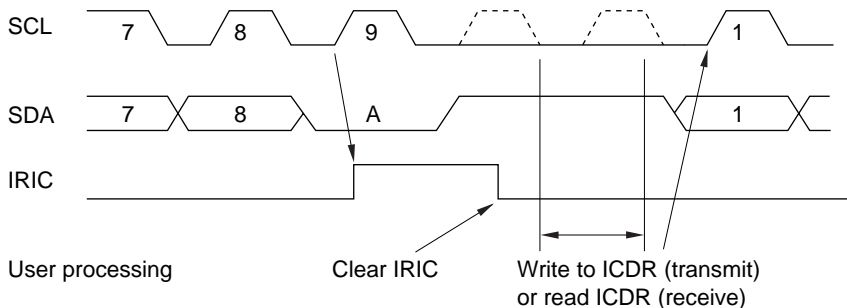 SCL 7 8 9 1
SDA 7 8 A 1
IRIC
User processing Clear IRIC Write to ICDR (transmit)
or read ICDR (receive)